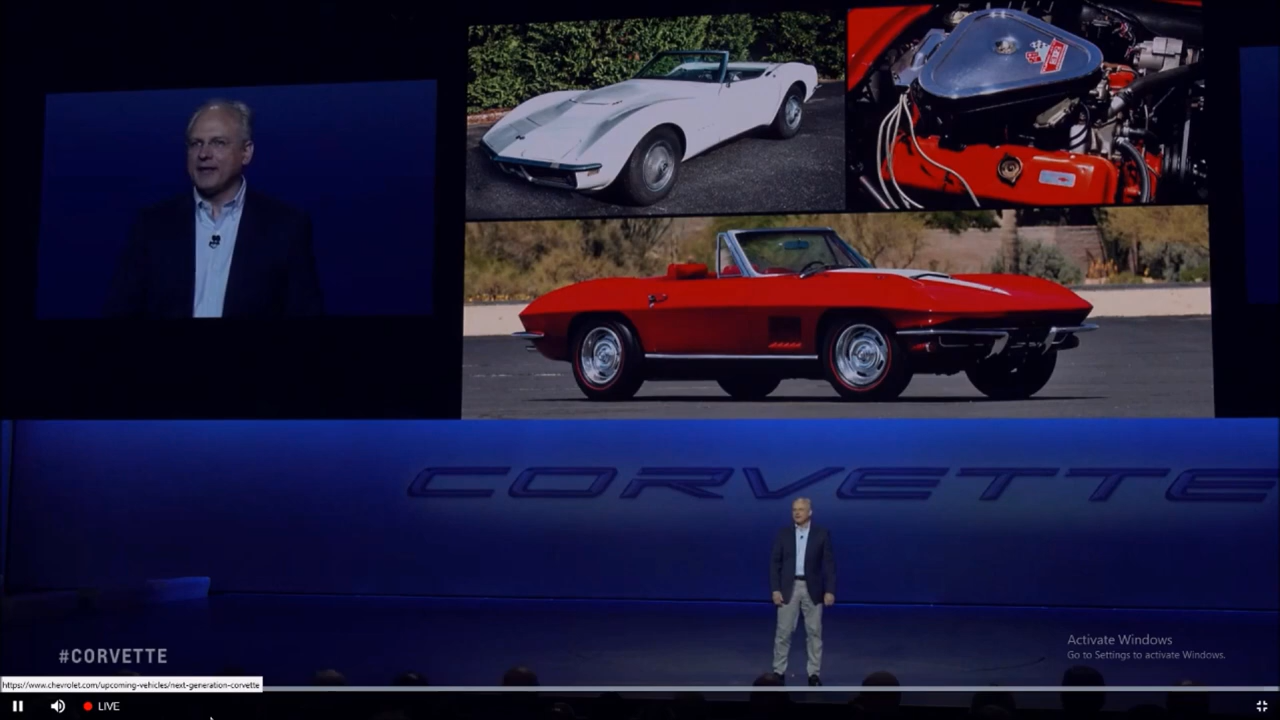 CORVETTE
#CORVETTE
Activate Windows
Go to Settings to activate Windows.
https://www.chevrolet.com/upcoming-vehicles/next-generation-corvette
LIVE